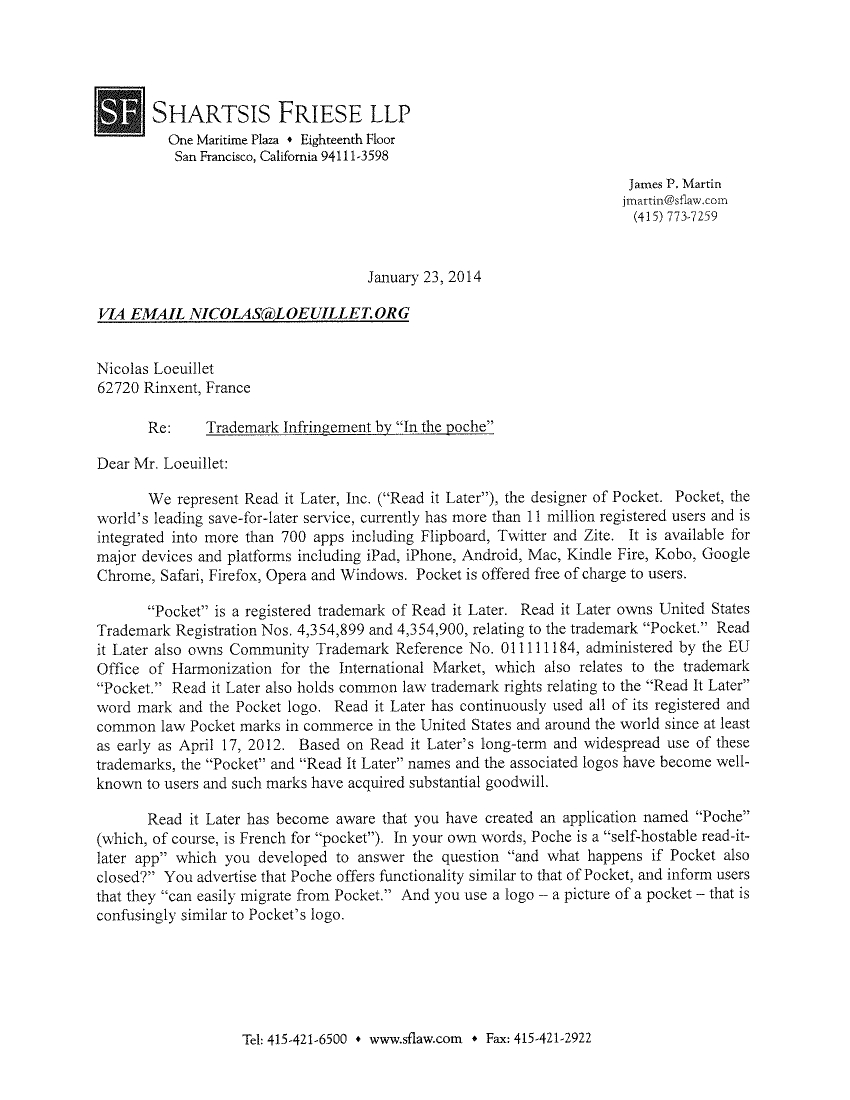 SF SHARTSIS FRIESE LLP
One Maritime Plaza ♦ Eighteenth Floor
San Francisco, California 94111-3598
James P. Martin
jmartin@sflaw.com
(415) 773-7259
January 23, 2014
VIA EMAIL NICOLAS@LOEUILLET.ORG
Nicolas Loeuillet
62720 Rinxent, France
Re: Trademark Infringement by “In the poche”
Dear Mr. Loeuillet:
We represent Read it Later, Inc. (“Read it Later”), the designer of Pocket. Pocket, the
world’s leading save-for-later service, currently has more than 11 million registered users and is
integrated into more than 700 apps including Flipboard, Twitter and Zite. It is available for
major devices and platforms including iPad, iPhone, Android, Mac, Kindle Fire, Kobo, Google
Chrome, Safari, Firefox, Opera and Windows. Pocket is offered free of charge to users.
“Pocket” is a registered trademark of Read it Later. Read it Later owns United States
Trademark Registration Nos. 4,354,899 and 4,354,900, relating to the trademark “Pocket.” Read
it Later also owns Community Trademark Reference No. 011111184, administered by the EU
Office of Harmonization for the International Market, which also relates to the trademark
“Pocket.” Read it Later also holds common law trademark rights relating to the “Read It Later”
word mark and the Pocket logo. Read it Later has continuously used all of its registered and
common law Pocket marks in commerce in the United States and around the world since at least
as early as April 17, 2012. Based on Read it Later’s long-term and widespread use of these
trademarks, the “Pocket” and “Read It Later” names and the associated logos have become well-
known to users and such marks have acquired substantial goodwill.
Read it Later has become aware that you have created an application named “Poche”
(which, of course, is French for “pocket”). In your own words, Poche is a “self-hostable read-it-
later app” which you developed to answer the question “and what happens if Pocket also
closed?” You advertise that Poche offers functionality similar to that of Pocket, and inform users
that they “can easily migrate from Pocket.” And you use a logo – a picture of a pocket – that is
confusingly similar to Pocket’s logo.
Tel: 415-421-6500 ♦ www.sflaw.com ♦ Fax: 415-421-2922